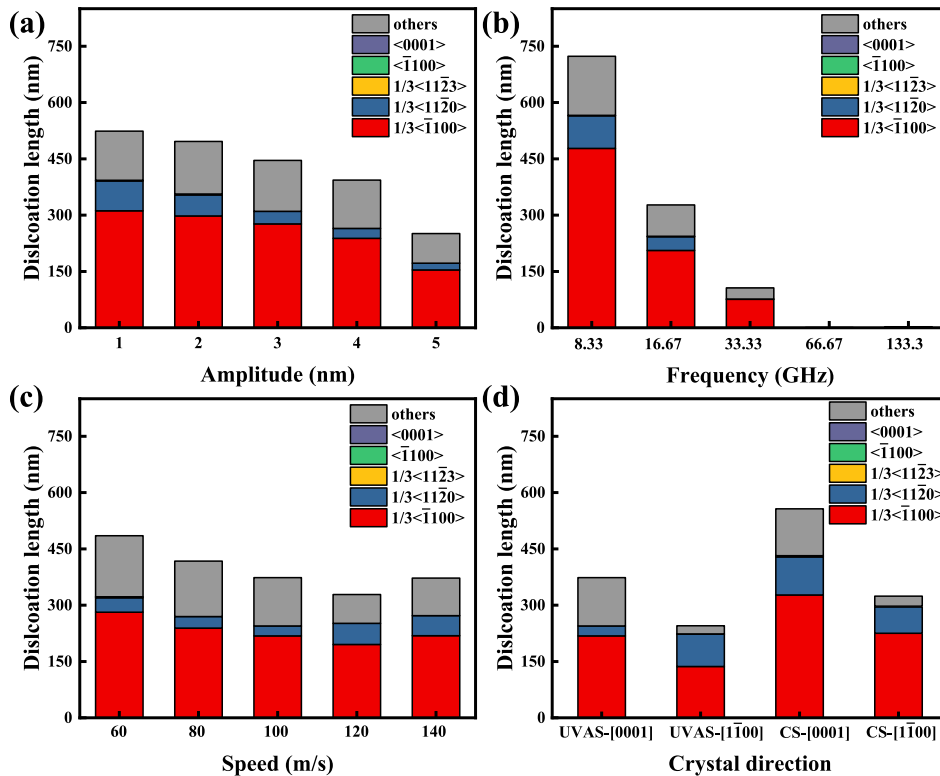 (a)
others
<0001>
<1̅100>
1/3<112̅3>
1/3<112̅0>
1/3<1̅100>
Dislcoation length (nm)
750
600
450
300
150
0
1 2 3 4 5
Amplitude (nm)
(b)
others
<0001>
<1̅100>
1/3<112̅3>
1/3<112̅0>
1/3<1̅100>
Dislcoation length (nm)
750
600
450
300
150
0
8.33 16.67 33.33 66.67 133.3
Frequency (GHz)
(c)
others
<0001>
<1̅100>
1/3<112̅3>
1/3<112̅0>
1/3<1̅100>
Dislcoation length (nm)
750
600
450
300
150
0
60 80 100 120 140
Speed (m/s)
(d)
others
<0001>
<1̅100>
1/3<112̅3>
1/3<112̅0>
1/3<1̅100>
Dislcoation length (nm)
750
600
450
300
150
0
UVAS-[0001] UVAS-[11̅00] CS-[0001] CS-[11̅00]
Crystal direction